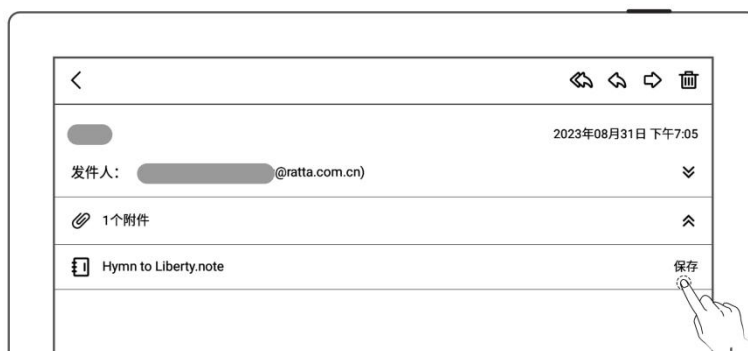 2023年08月31日 下午7:05
发件人： @ratta.com.cn)
1个附件
Hymn to Liberty.note 保存